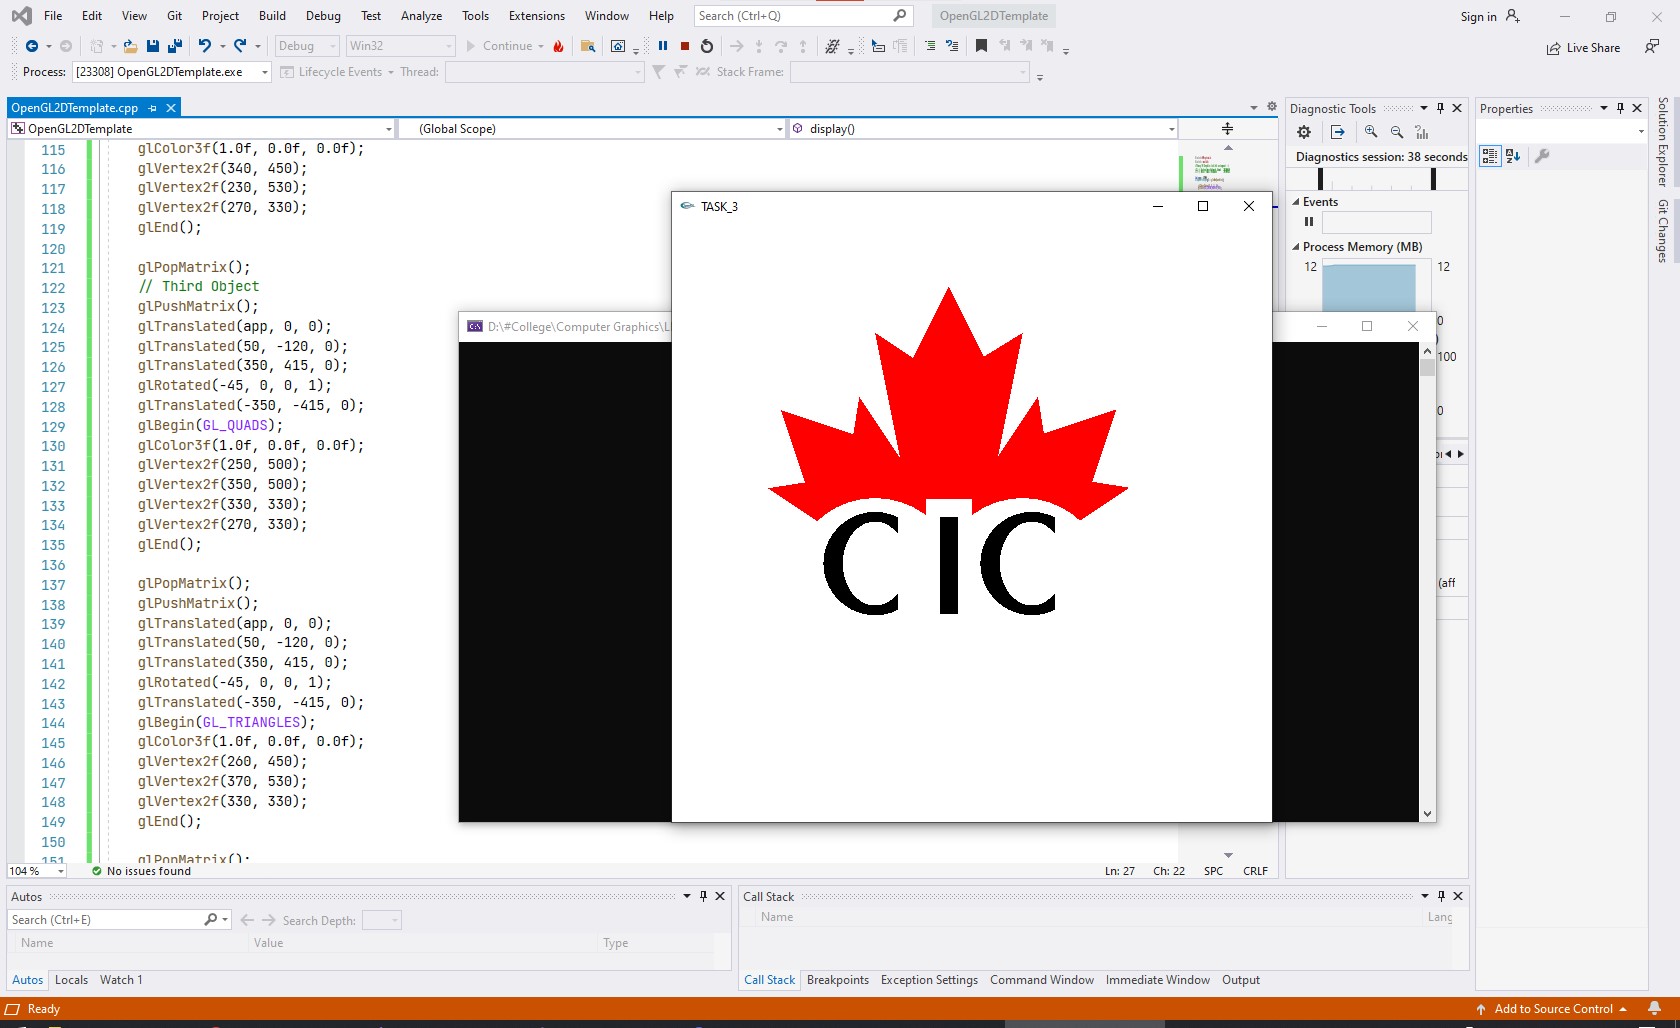 File Edit View Git Project Build Debug Test Analyze Tools Extensions Window Help Search (Ctrl+Q) OpenGL2DTemplate Sign in
Debug Win32 Continue Live Share
Process: [23308] OpenGL2DTemplate.exe Lifecycle Events Thread: Stack Frame:
OpenGL2DTemplate.cpp
OpenGL2DTemplate (Global Scope) display()
115 glColor3f(1.0f, 0.0f, 0.0f);
116 glVertex2f(340, 450);
117 glVertex2f(230, 530);
118 glVertex2f(270, 330);
119 glEnd();
120
121 glPopMatrix();
122 // Third Object
123 glPushMatrix();
124 glTranslated(app, 0, 0);
125 glTranslated(50, -120, 0);
126 glTranslated(350, 415, 0);
127 glRotated(-45, 0, 0, 1);
128 glTranslated(-350, -415, 0);
129 glBegin(GL_QUADS);
130 glColor3f(1.0f, 0.0f, 0.0f);
131 glVertex2f(250, 500);
132 glVertex2f(350, 500);
133 glVertex2f(330, 330);
134 glVertex2f(270, 330);
135 glEnd();
136
137 glPopMatrix();
138 glPushMatrix();
139 glTranslated(app, 0, 0);
140 glTranslated(50, -120, 0);
141 glTranslated(350, 415, 0);
142 glRotated(-45, 0, 0, 1);
143 glTranslated(-350, -415, 0);
144 glBegin(GL_TRIANGLES);
145 glColor3f(1.0f, 0.0f, 0.0f);
146 glVertex2f(260, 450);
147 glVertex2f(370, 530);
148 glVertex2f(330, 330);
149 glEnd();
150
151 glPopMatrix();
104 % No issues found Ln: 27 Ch: 22 SPC CRLF
D:\#College\Computer Graphics\L
TASK_3
CIC
Diagnostic Tools
Diagnostics session: 38 seconds
Events
Process Memory (MB)
12 12
0
100
0
(aff
Properties
Solution Explorer
Git Changes
Autos
Search (Ctrl+E) Search Depth:
Name Value Type
Autos Locals Watch 1
Call Stack
Name Lang
Call Stack Breakpoints Exception Settings Command Window Immediate Window Output
Ready Add to Source Control